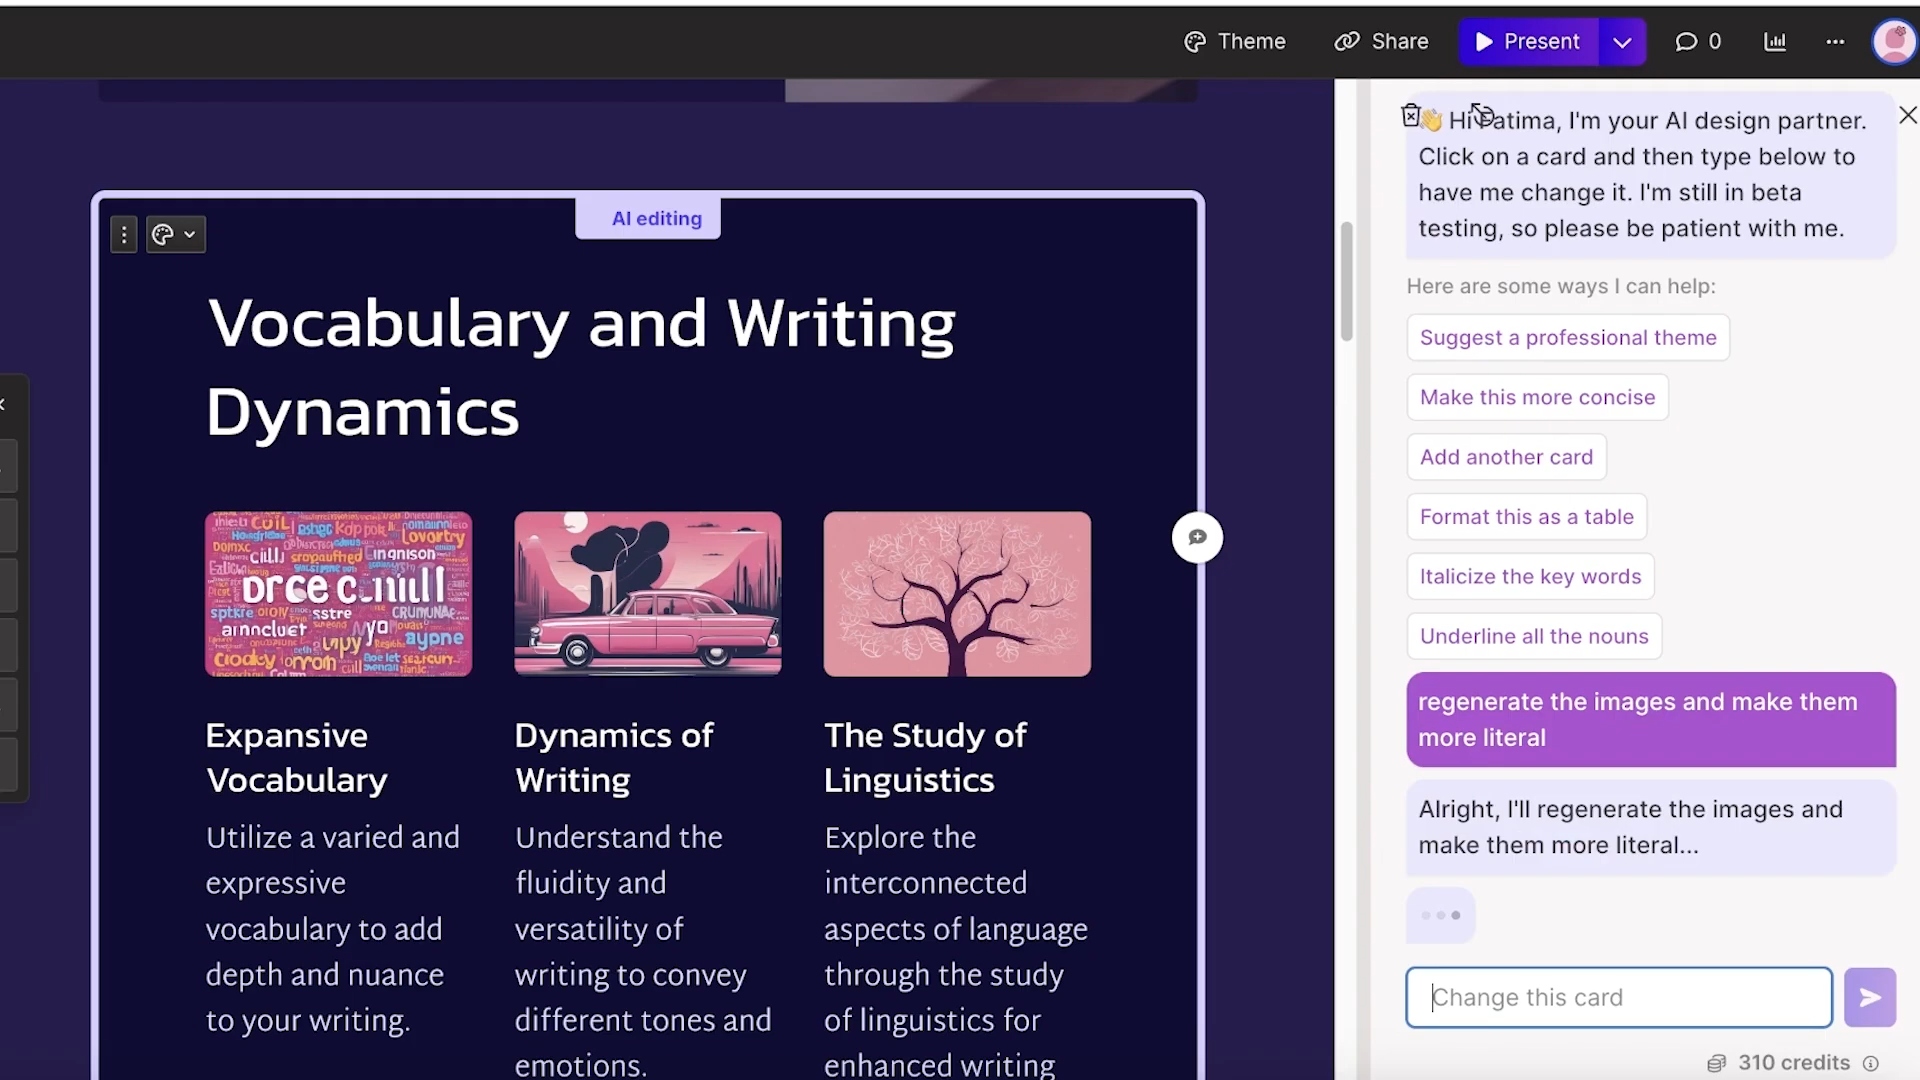 Theme
Share
Present
0
AI editing
Vocabulary and Writing
Dynamics
Expansive
Vocabulary
Utilize a varied and
expressive
vocabulary to add
depth and nuance
to your writing.
Dynamics of
Writing
Understand the
fluidity and
versatility of
writing to convey
different tones and
emotions.
The Study of
Linguistics
Explore the
interconnected
aspects of language
through the study
of linguistics for
enhanced writing
👋 Hi Fatima, I'm your AI design partner.
Click on a card and then type below to
have me change it. I'm still in beta
testing, so please be patient with me.
Here are some ways I can help:
Suggest a professional theme
Make this more concise
Add another card
Format this as a table
Italicize the key words
Underline all the nouns
regenerate the images and make them
more literal
Alright, I'll regenerate the images and
make them more literal...
Change this card
310 credits